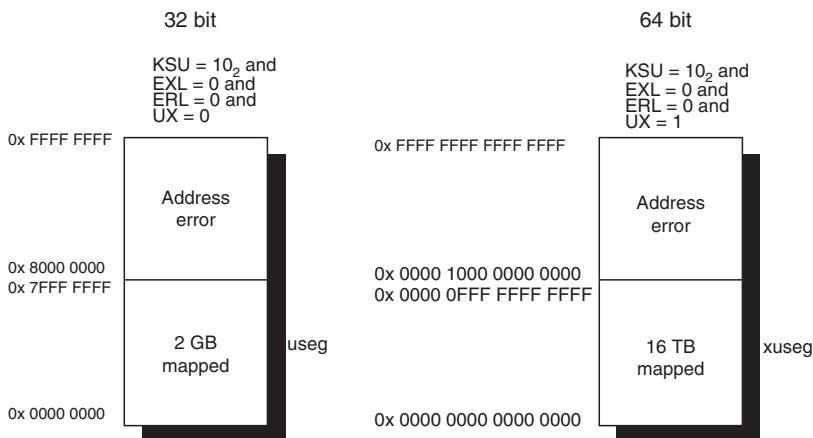 32 bit
KSU = 10₂ and
EXL = 0 and
ERL = 0 and
UX = 0
0x FFFF FFFF
Address
error
0x 8000 0000
0x 7FFF FFFF
2 GB
mapped
useg
0x 0000 0000
64 bit
KSU = 10₂ and
EXL = 0 and
ERL = 0 and
UX = 1
0x FFFF FFFF FFFF FFFF
Address
error
0x 0000 1000 0000 0000
0x 0000 0FFF FFFF FFFF
16 TB
mapped
xuseg
0x 0000 0000 0000 0000